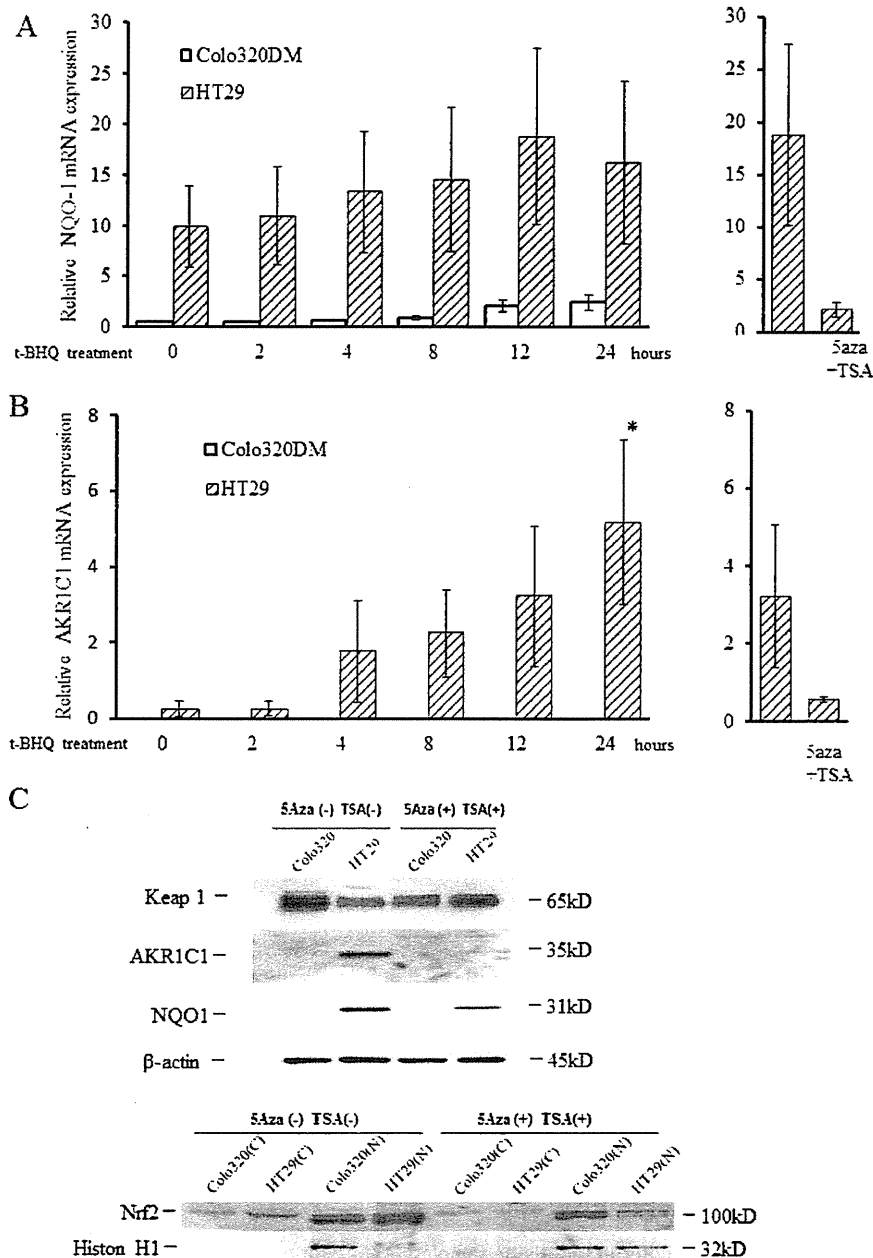 A
Relative NQO-1 mRNA expression
30
25
20
15
10
5
0
Colo320DM
HT29
t-BHQ treatment 0 2 4 8 12 24 hours
30
25
20
15
10
5
0
5aza
+TSA
B
Relative AKR1C1 mRNA expression
8
6
4
2
0
Colo320DM
HT29
*
t-BHQ treatment 0 2 4 8 12 24 hours
8
6
4
2
0
5aza
+TSA
C
5Aza (-) TSA(-) 5Aza (+) TSA(+)
Colo320 HT29 Colo320 HT29
Keap 1 – – 65kD
AKR1C1 – – 35kD
NQO1 – – 31kD
β-actin – – 45kD
5Aza (-) TSA(-) 5Aza (+) TSA(+)
Colo320(C) HT29(C) Colo320(N) HT29(N) Colo320(C) HT29(C) Colo320(N) HT29(N)
Nrf2 – – 100kD
Histon H1 – – 32kD